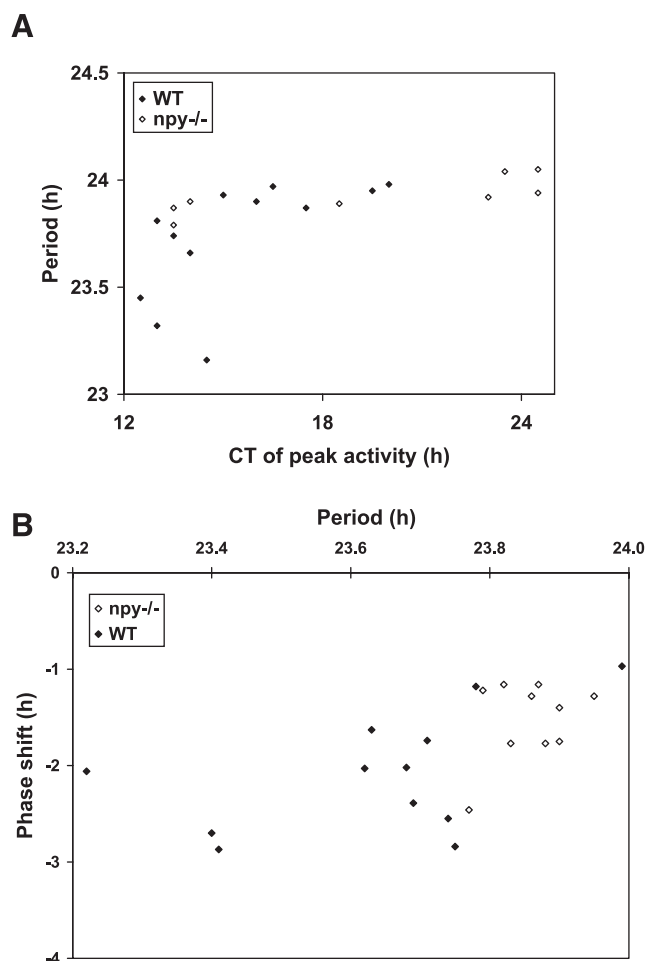 A
24.5
WT
npy-/-
24
Period (h)
23.5
23
12 18 24
CT of peak activity (h)
B
Period (h)
23.2 23.4 23.6 23.8 24.0
0
npy-/-
WT
-1
Phase shift (h)
-2
-3
-4